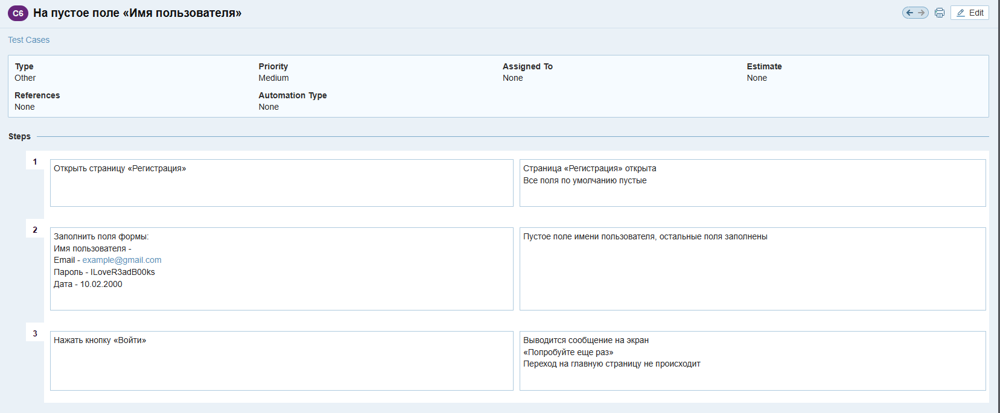 C6 На пустое поле «Имя пользователя»
Edit
Test Cases
Type Priority Assigned To Estimate
Other Medium None None
References Automation Type
None None
Steps
1
Открыть страницу «Регистрация»
Страница «Регистрация» открыта
Все поля по умолчанию пустые
2
Заполнить поля формы:
Имя пользователя -
Email - example@gmail.com
Пароль - ILoveR3adB00ks
Дата - 10.02.2000
Пустое поле имени пользователя, остальные поля заполнены
3
Нажать кнопку «Войти»
Выводится сообщение на экран
«Попробуйте еще раз»
Переход на главную страницу не происходит